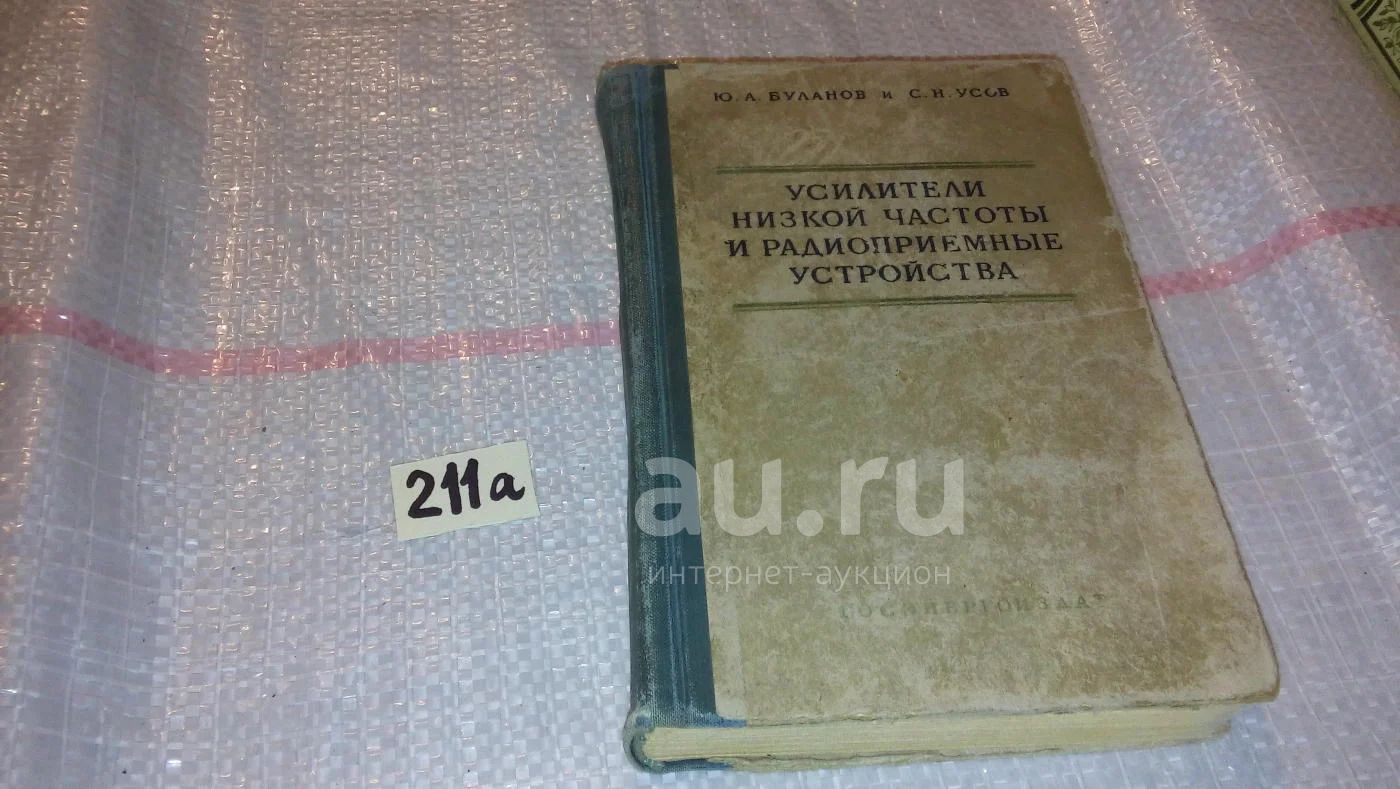 Ю. А. БУЛАНОВ и С. Н. УСОВ
УСИЛИТЕЛИ
НИЗКОЙ ЧАСТОТЫ
И РАДИОПРИЕМНЫЕ
УСТРОЙСТВА
211а
au.ru
интернет-аукцион
ГОСЭНЕРГОИЗДАТ